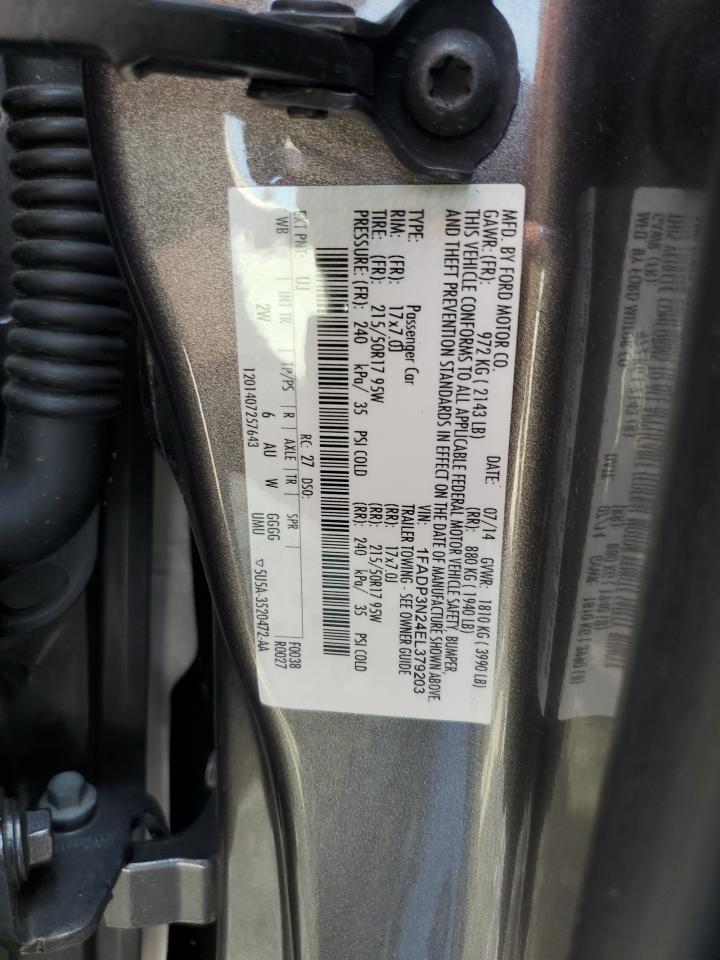 MFD. BY FORD MOTOR CO.
DATE: 07/14 GVWR: 1810 KG ( 3990 LB)
GAWR: (FR): 972 KG ( 2143 LB) (RR): 880 KG ( 1940 LB)
THIS VEHICLE CONFORMS TO ALL APPLICABLE FEDERAL MOTOR VEHICLE SAFETY, BUMPER,
AND THEFT PREVENTION STANDARDS IN EFFECT ON THE DATE OF MANUFACTURE SHOWN ABOVE.
VIN: 1FADP3N24EL379203
TYPE: Passenger Car TRAILER TOWING - SEE OWNER GUIDE
RIM: (FR): 17x7.0J (RR): 17x7.0J
TIRE: (FR): 215/50R17 95W (RR): 215/50R17 95W
PRESSURE: (FR): 240 kPa/ 35 PSI COLD (RR): 240 kPa/ 35 PSI COLD
EXT PNT: UJ RC: 27 DSO: F0038
WB INT TR TP/PS R AXLE TR SPR R0027
2W 6 AU W GGGG
UMU
1201407257643 ▽5U5A-3520472-AA